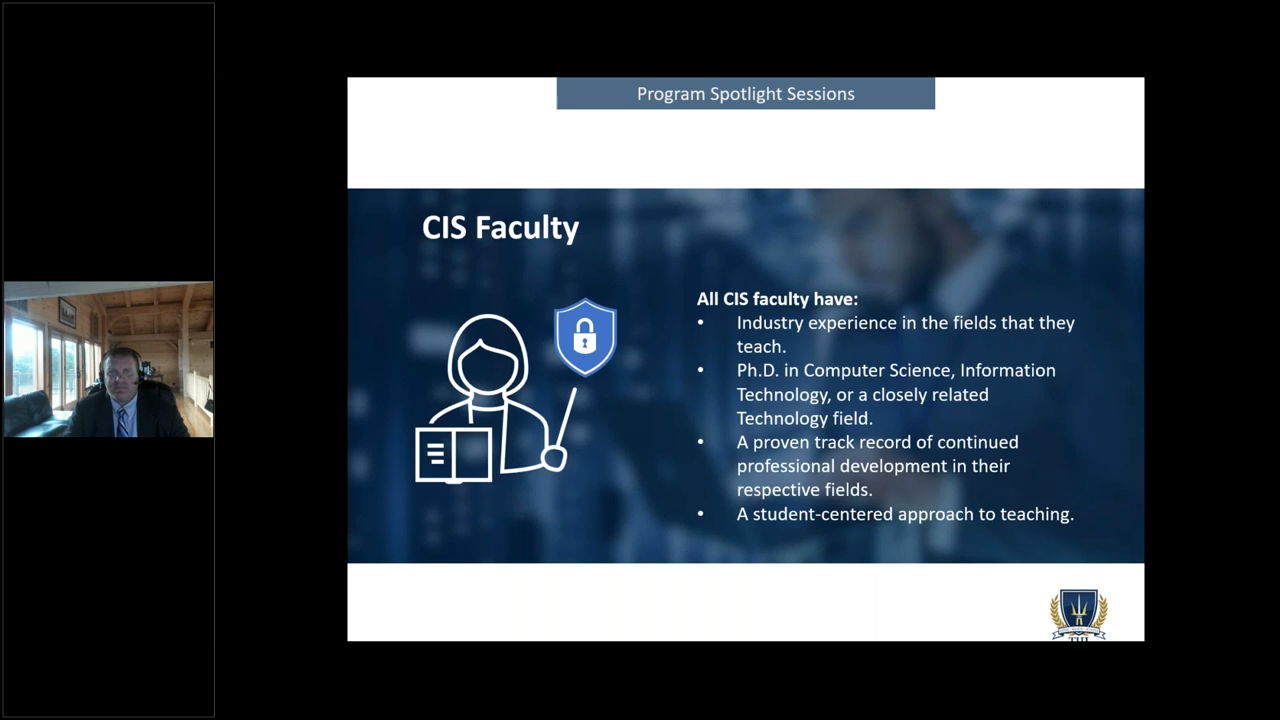 Program Spotlight Sessions
CIS Faculty
All CIS faculty have:
• Industry experience in the fields that they
teach.
• Ph.D. in Computer Science, Information
Technology, or a closely related
Technology field.
• A proven track record of continued
professional development in their
respective fields.
• A student-centered approach to teaching.